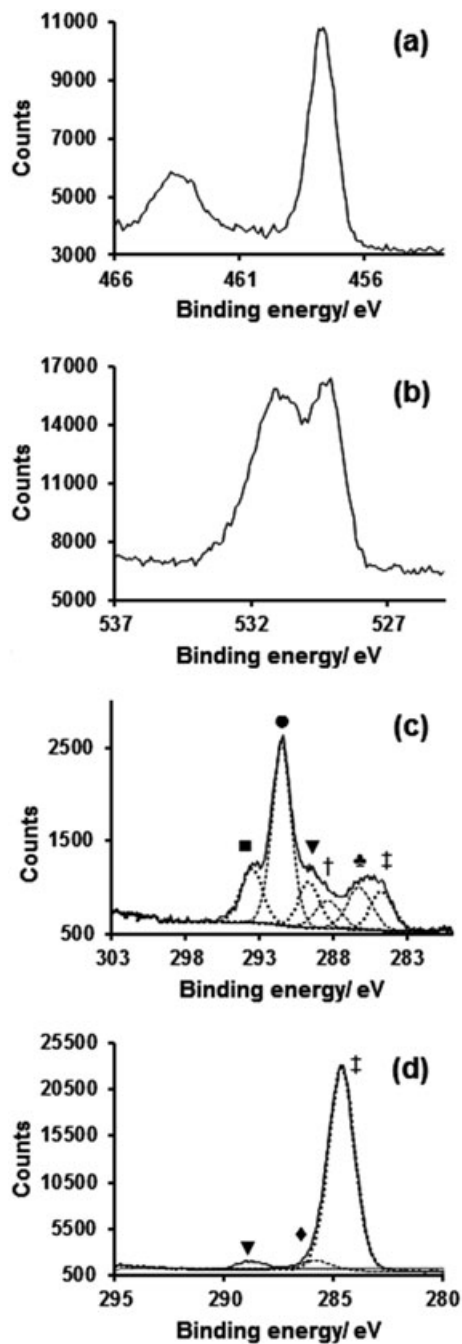 11000
(a)
9000
7000
5000
3000
Counts
466 461 456
Binding energy/ eV
17000
(b)
14000
11000
8000
5000
Counts
537 532 527
Binding energy/ eV
(c)
2500
1500
500
Counts
† ‡
303 298 293 288 283
Binding energy/ eV
25500
(d)
20500
15500
10500
5500
500
Counts
‡
295 290 285 280
Binding energy/ eV